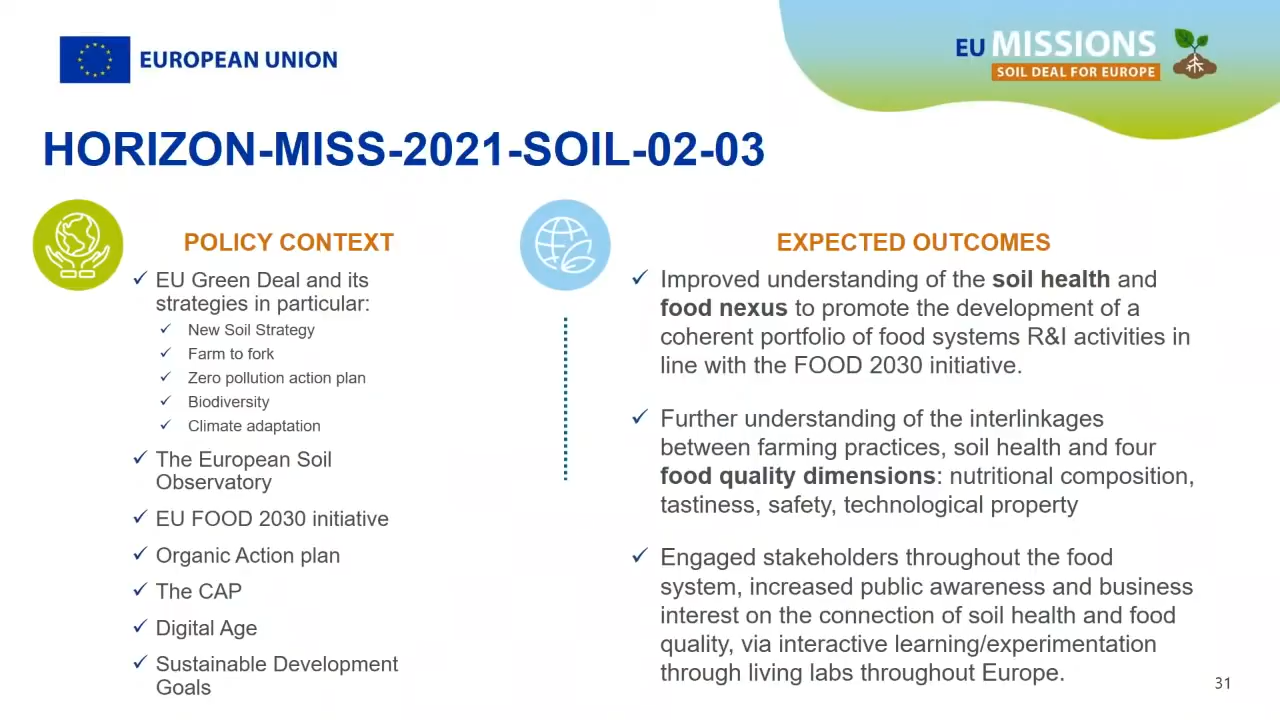 EUROPEAN UNION
EU MISSIONS
SOIL DEAL FOR EUROPE
HORIZON-MISS-2021-SOIL-02-03
POLICY CONTEXT
EU Green Deal and its
strategies in particular:
New Soil Strategy
Farm to fork
Zero pollution action plan
Biodiversity
Climate adaptation
The European Soil
Observatory
EU FOOD 2030 initiative
Organic Action plan
The CAP
Digital Age
Sustainable Development
Goals
EXPECTED OUTCOMES
Improved understanding of the soil health and
food nexus to promote the development of a
coherent portfolio of food systems R&I activities in
line with the FOOD 2030 initiative.
Further understanding of the interlinkages
between farming practices, soil health and four
food quality dimensions: nutritional composition,
tastiness, safety, technological property
Engaged stakeholders throughout the food
system, increased public awareness and business
interest on the connection of soil health and food
quality, via interactive learning/experimentation
through living labs throughout Europe.
31